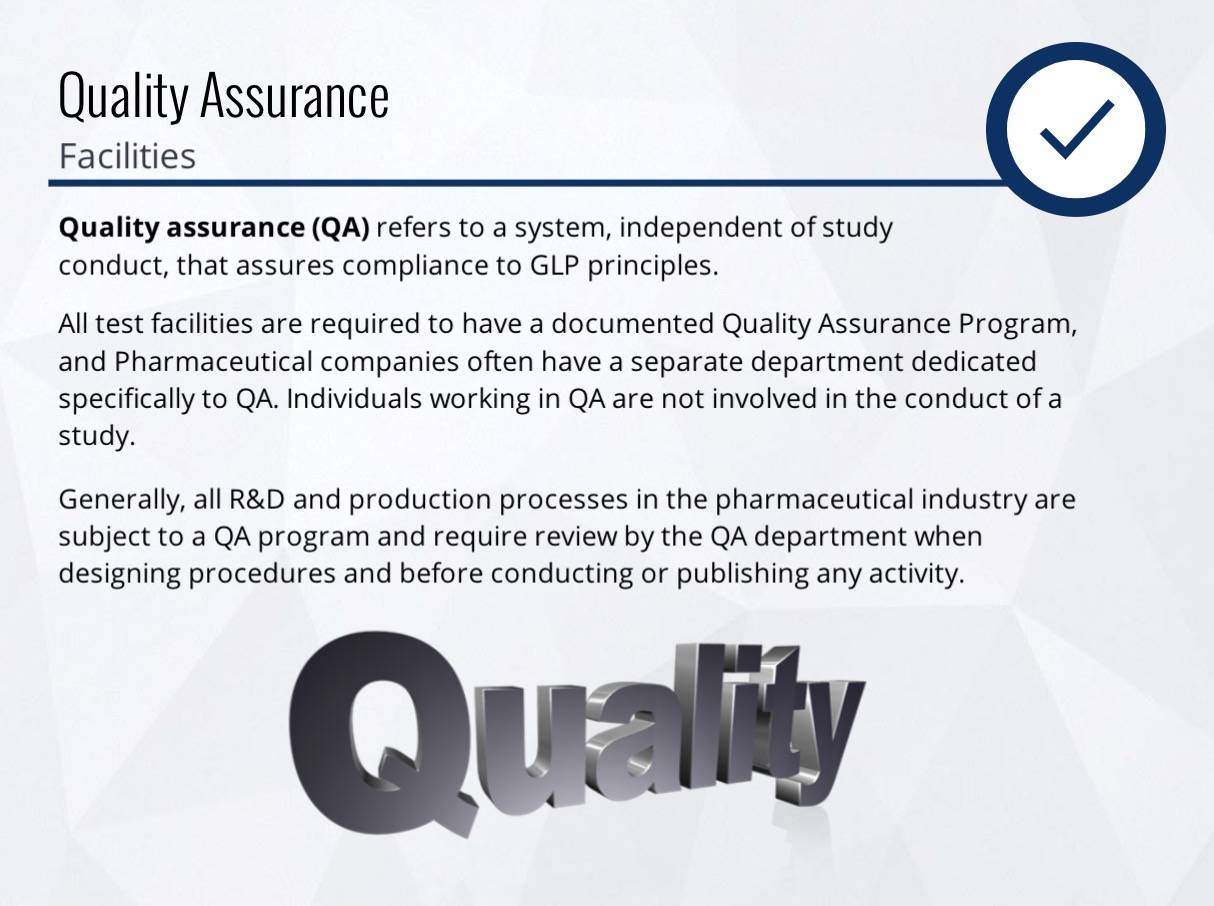 Quality Assurance
Facilities
Quality assurance (QA) refers to a system, independent of study
conduct, that assures compliance to GLP principles.
All test facilities are required to have a documented Quality Assurance Program,
and Pharmaceutical companies often have a separate department dedicated
specifically to QA. Individuals working in QA are not involved in the conduct of a
study.
Generally, all R&D and production processes in the pharmaceutical industry are
subject to a QA program and require review by the QA department when
designing procedures and before conducting or publishing any activity.
Quality